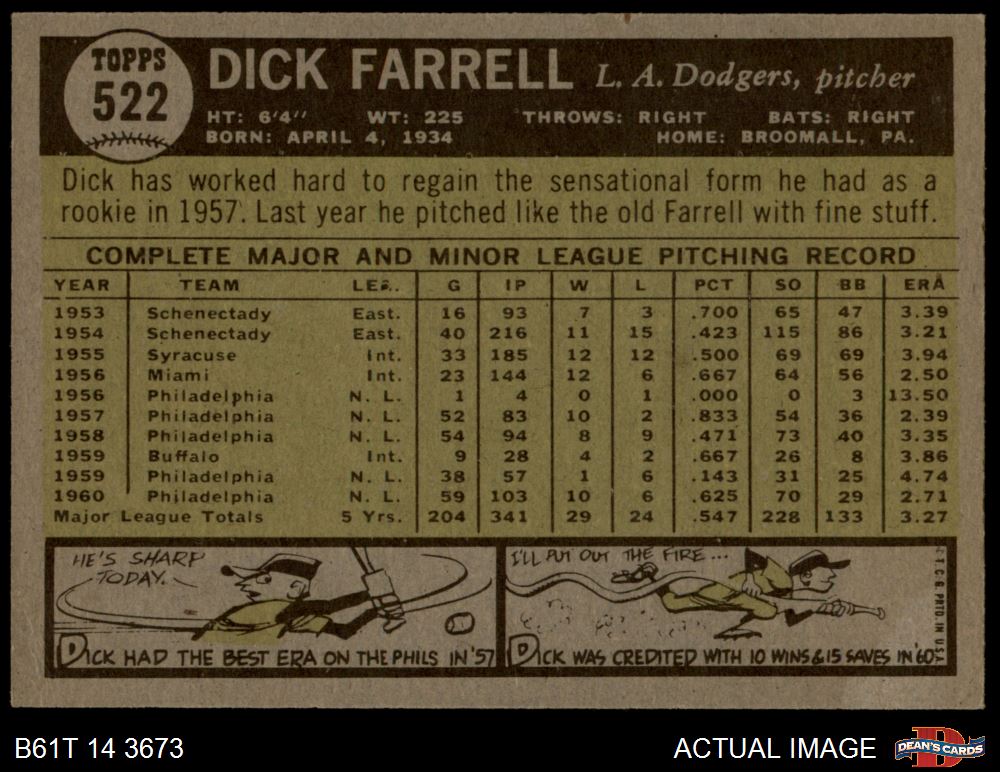 TOPPS
522
DICK FARRELL L. A. Dodgers, pitcher
HT: 6'4" WT: 225 THROWS: RIGHT BATS: RIGHT
BORN: APRIL 4, 1934 HOME: BROOMALL, PA.
Dick has worked hard to regain the sensational form he had as a
rookie in 1957. Last year he pitched like the old Farrell with fine stuff.
COMPLETE MAJOR AND MINOR LEAGUE PITCHING RECORD
YEAR TEAM LEA. G IP W L PCT SO BB ERA
1953 Schenectady East. 16 93 7 3 .700 65 47 3.39
1954 Schenectady East. 40 216 11 15 .423 115 86 3.21
1955 Syracuse Int. 33 185 12 12 .500 69 69 3.94
1956 Miami Int. 23 144 12 6 .667 64 56 2.50
1956 Philadelphia N. L. 1 4 0 1 .000 0 3 13.50
1957 Philadelphia N. L. 52 83 10 2 .833 54 36 2.39
1958 Philadelphia N. L. 54 94 8 9 .471 73 40 3.35
1959 Buffalo Int. 9 28 4 2 .667 26 8 3.86
1959 Philadelphia N. L. 38 57 1 6 .143 31 25 4.74
1960 Philadelphia N. L. 59 103 10 6 .625 70 29 2.71
Major League Totals 5 Yrs. 204 341 29 24 .547 228 133 3.27
HE'S SHARP
TODAY.
DICK HAD THE BEST ERA ON THE PHILS IN '57
I'LL PUT OUT THE FIRE...
DICK WAS CREDITED WITH 10 WINS & 15 SAVES IN '60
© T. C. G. PRTD. IN U.S.A.
B61T 14 3673
ACTUAL IMAGE
DEAN'S CARDS